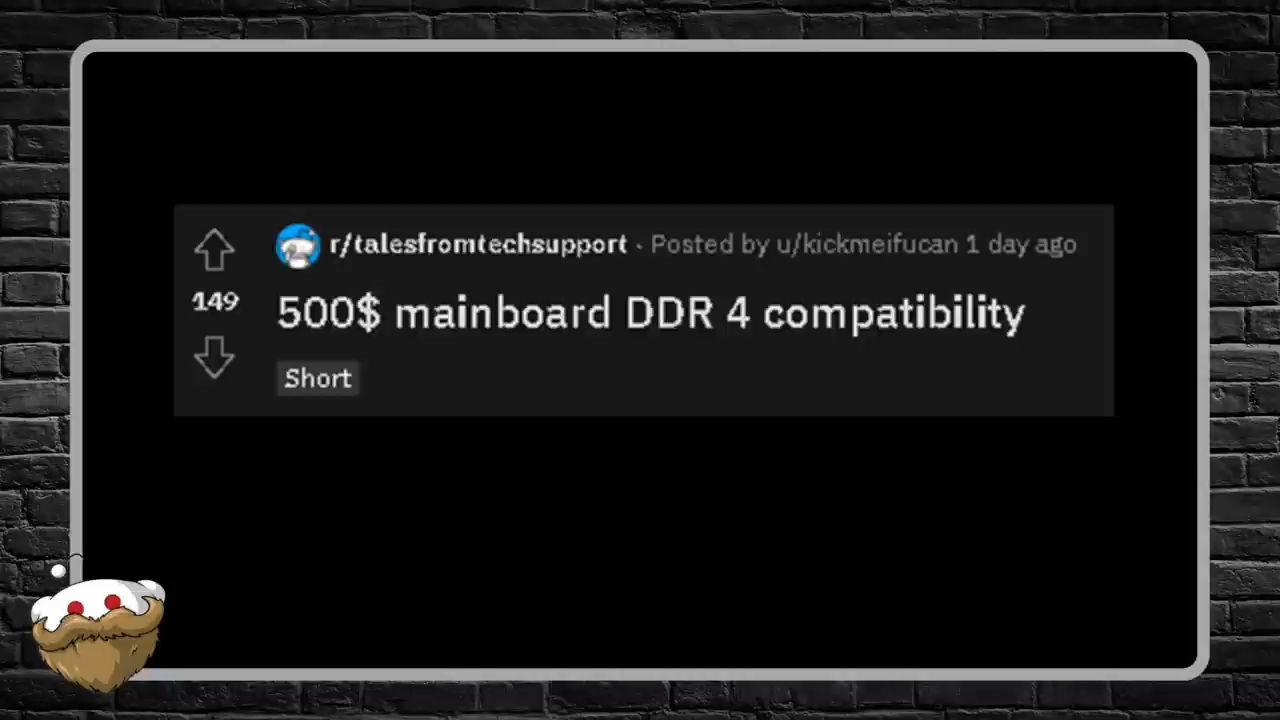 r/talesfromtechsupport · Posted by u/kickmeifucan 1 day ago
149
500$ mainboard DDR 4 compatibility
Short